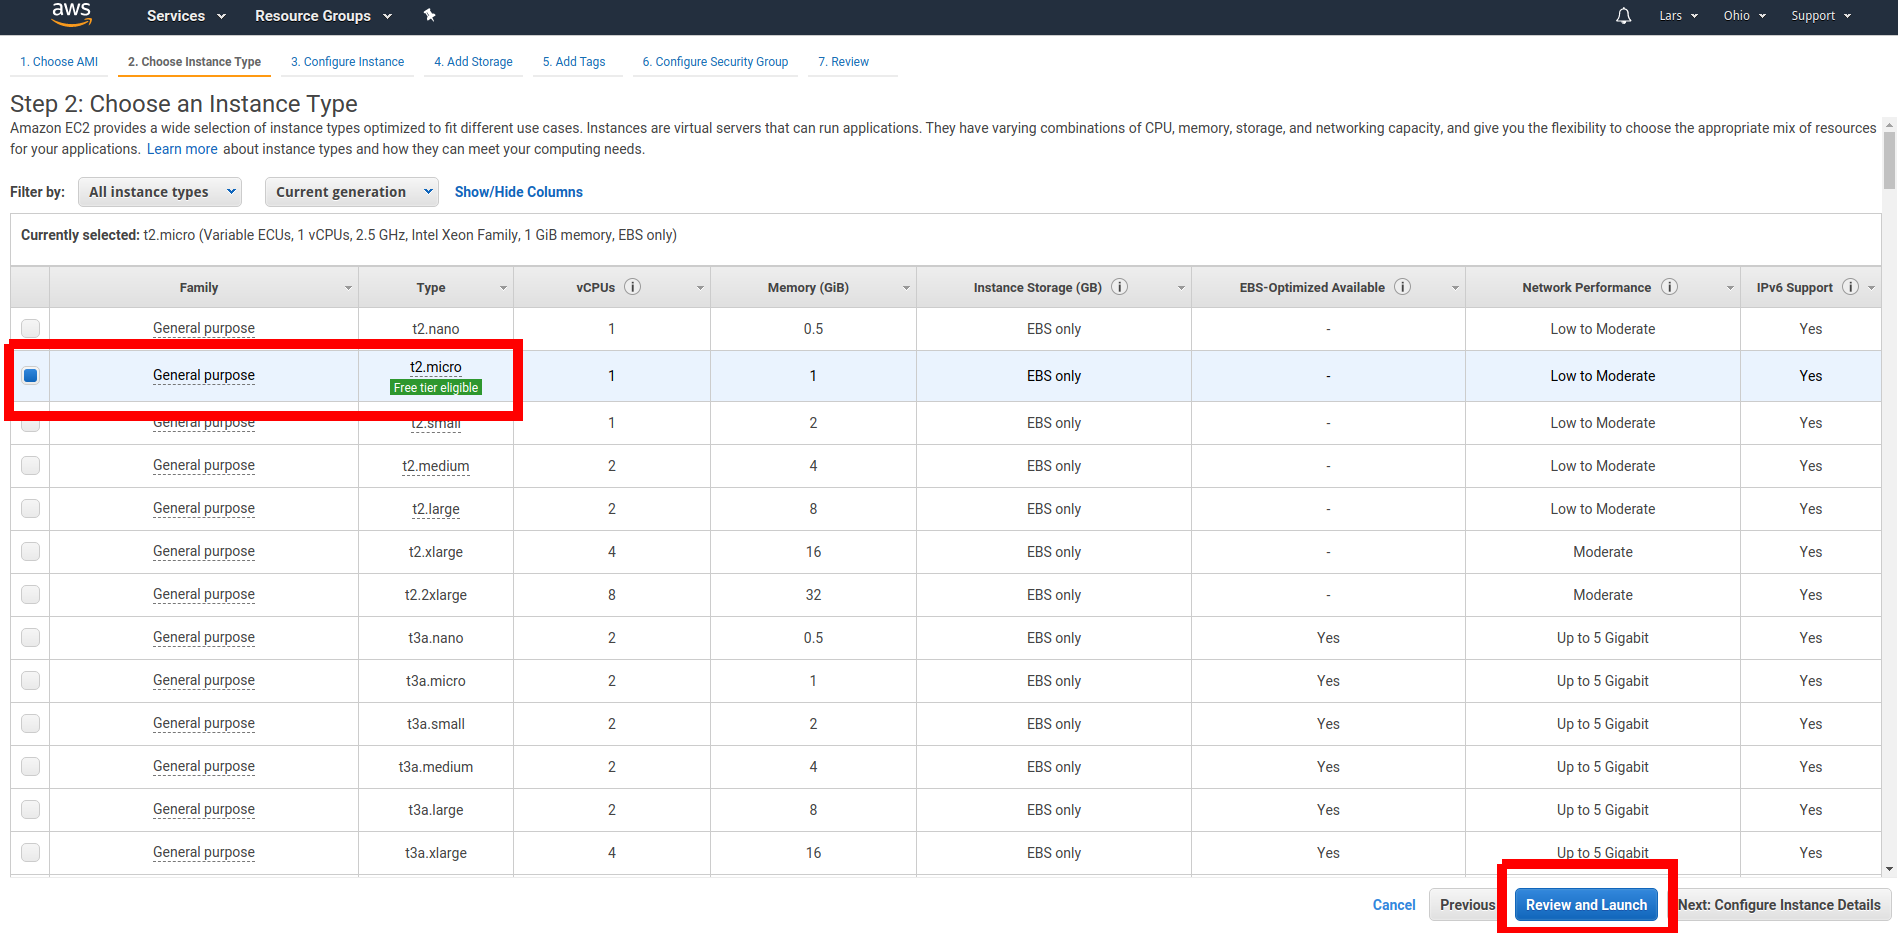 aws Services Resource Groups Lars Ohio Support
1. Choose AMI 2. Choose Instance Type 3. Configure Instance 4. Add Storage 5. Add Tags 6. Configure Security Group 7. Review
Step 2: Choose an Instance Type
Amazon EC2 provides a wide selection of instance types optimized to fit different use cases. Instances are virtual servers that can run applications. They have varying combinations of CPU, memory, storage, and networking capacity, and give you the flexibility to choose the appropriate mix of resources
for your applications. Learn more about instance types and how they can meet your computing needs.
Filter by: All instance types Current generation Show/Hide Columns
Currently selected: t2.micro (Variable ECUs, 1 vCPUs, 2.5 GHz, Intel Xeon Family, 1 GiB memory, EBS only)
Family Type vCPUs i Memory (GiB) Instance Storage (GB) i EBS-Optimized Available i Network Performance i IPv6 Support i
General purpose t2.nano 1 0.5 EBS only - Low to Moderate Yes
General purpose t2.micro 1 1 EBS only - Low to Moderate Yes
Free tier eligible
General purpose t2.small 1 2 EBS only - Low to Moderate Yes
General purpose t2.medium 2 4 EBS only - Low to Moderate Yes
General purpose t2.large 2 8 EBS only - Low to Moderate Yes
General purpose t2.xlarge 4 16 EBS only - Moderate Yes
General purpose t2.2xlarge 8 32 EBS only - Moderate Yes
General purpose t3a.nano 2 0.5 EBS only Yes Up to 5 Gigabit Yes
General purpose t3a.micro 2 1 EBS only Yes Up to 5 Gigabit Yes
General purpose t3a.small 2 2 EBS only Yes Up to 5 Gigabit Yes
General purpose t3a.medium 2 4 EBS only Yes Up to 5 Gigabit Yes
General purpose t3a.large 2 8 EBS only Yes Up to 5 Gigabit Yes
General purpose t3a.xlarge 4 16 EBS only Yes Up to 5 Gigabit Yes
Cancel Previous Review and Launch Next: Configure Instance Details